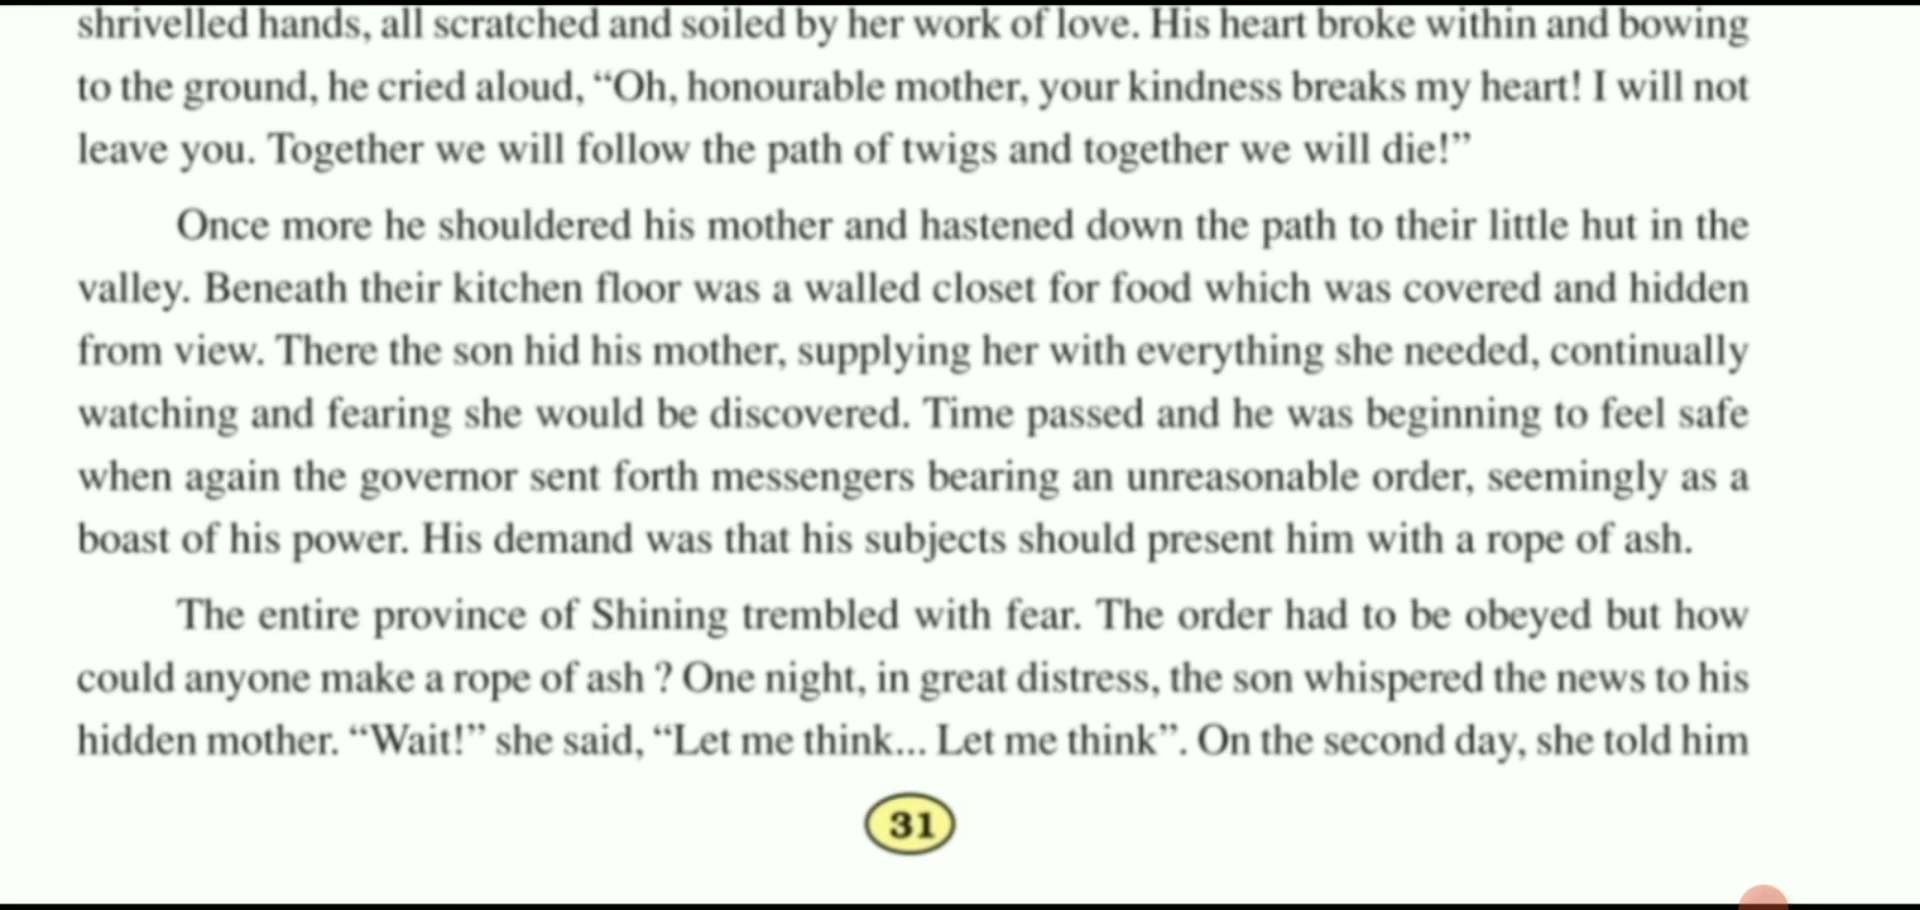 shrivelled hands, all scratched and soiled by her work of love. His heart broke within and bowing
to the ground, he cried aloud, “Oh, honourable mother, your kindness breaks my heart! I will not
leave you. Together we will follow the path of twigs and together we will die!”
Once more he shouldered his mother and hastened down the path to their little hut in the
valley. Beneath their kitchen floor was a walled closet for food which was covered and hidden
from view. There the son hid his mother, supplying her with everything she needed, continually
watching and fearing she would be discovered. Time passed and he was beginning to feel safe
when again the governor sent forth messengers bearing an unreasonable order, seemingly as a
boast of his power. His demand was that his subjects should present him with a rope of ash.
The entire province of Shining trembled with fear. The order had to be obeyed but how
could anyone make a rope of ash ? One night, in great distress, the son whispered the news to his
hidden mother. “Wait!” she said, “Let me think... Let me think”. On the second day, she told him
31